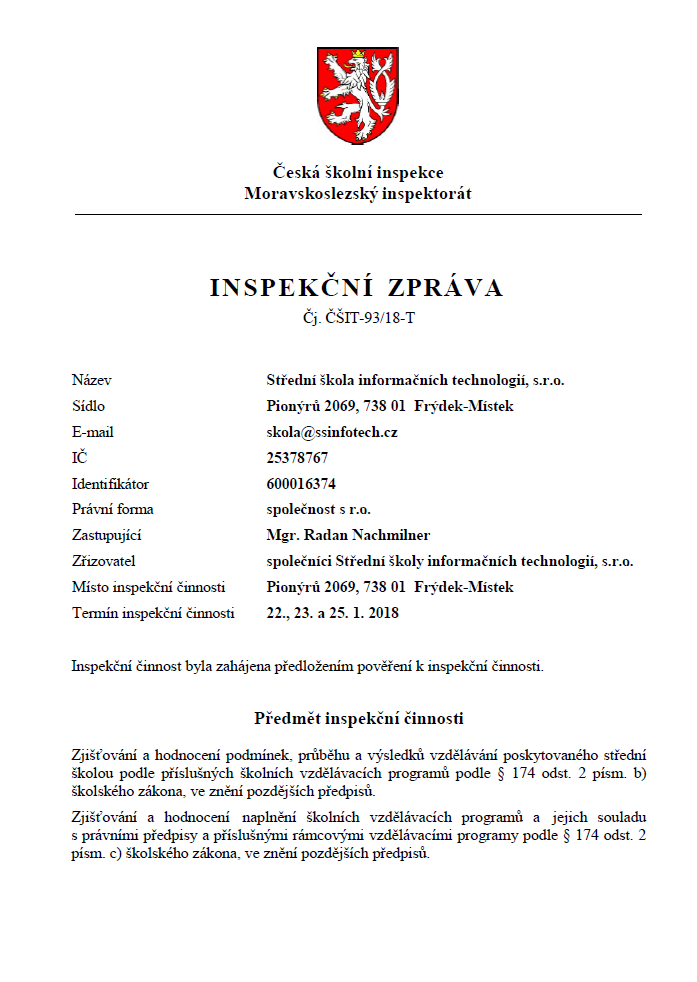 Česká školní inspekce
Moravskoslezský inspektorát
INSPEKČNÍ ZPRÁVA
Čj. ČŠIT-93/18-T
Název Střední škola informačních technologií, s.r.o.
Sídlo Pionýrů 2069, 738 01 Frýdek-Místek
E-mail skola@ssinfotech.cz
IČ 25378767
Identifikátor 600016374
Právní forma společnost s r.o.
Zastupující Mgr. Radan Nachmilner
Zřizovatel společníci Střední školy informačních technologií, s.r.o.
Místo inspekční činnosti Pionýrů 2069, 738 01 Frýdek-Místek
Termín inspekční činnosti 22., 23. a 25. 1. 2018
Inspekční činnost byla zahájena předložením pověření k inspekční činnosti.
Předmět inspekční činnosti
Zjišťování a hodnocení podmínek, průběhu a výsledků vzdělávání poskytovaného střední
školou podle příslušných školních vzdělávacích programů podle § 174 odst. 2 písm. b)
školského zákona, ve znění pozdějších předpisů.
Zjišťování a hodnocení naplnění školních vzdělávacích programů a jejich souladu
s právními předpisy a příslušnými rámcovými vzdělávacími programy podle § 174 odst. 2
písm. c) školského zákona, ve znění pozdějších předpisů.